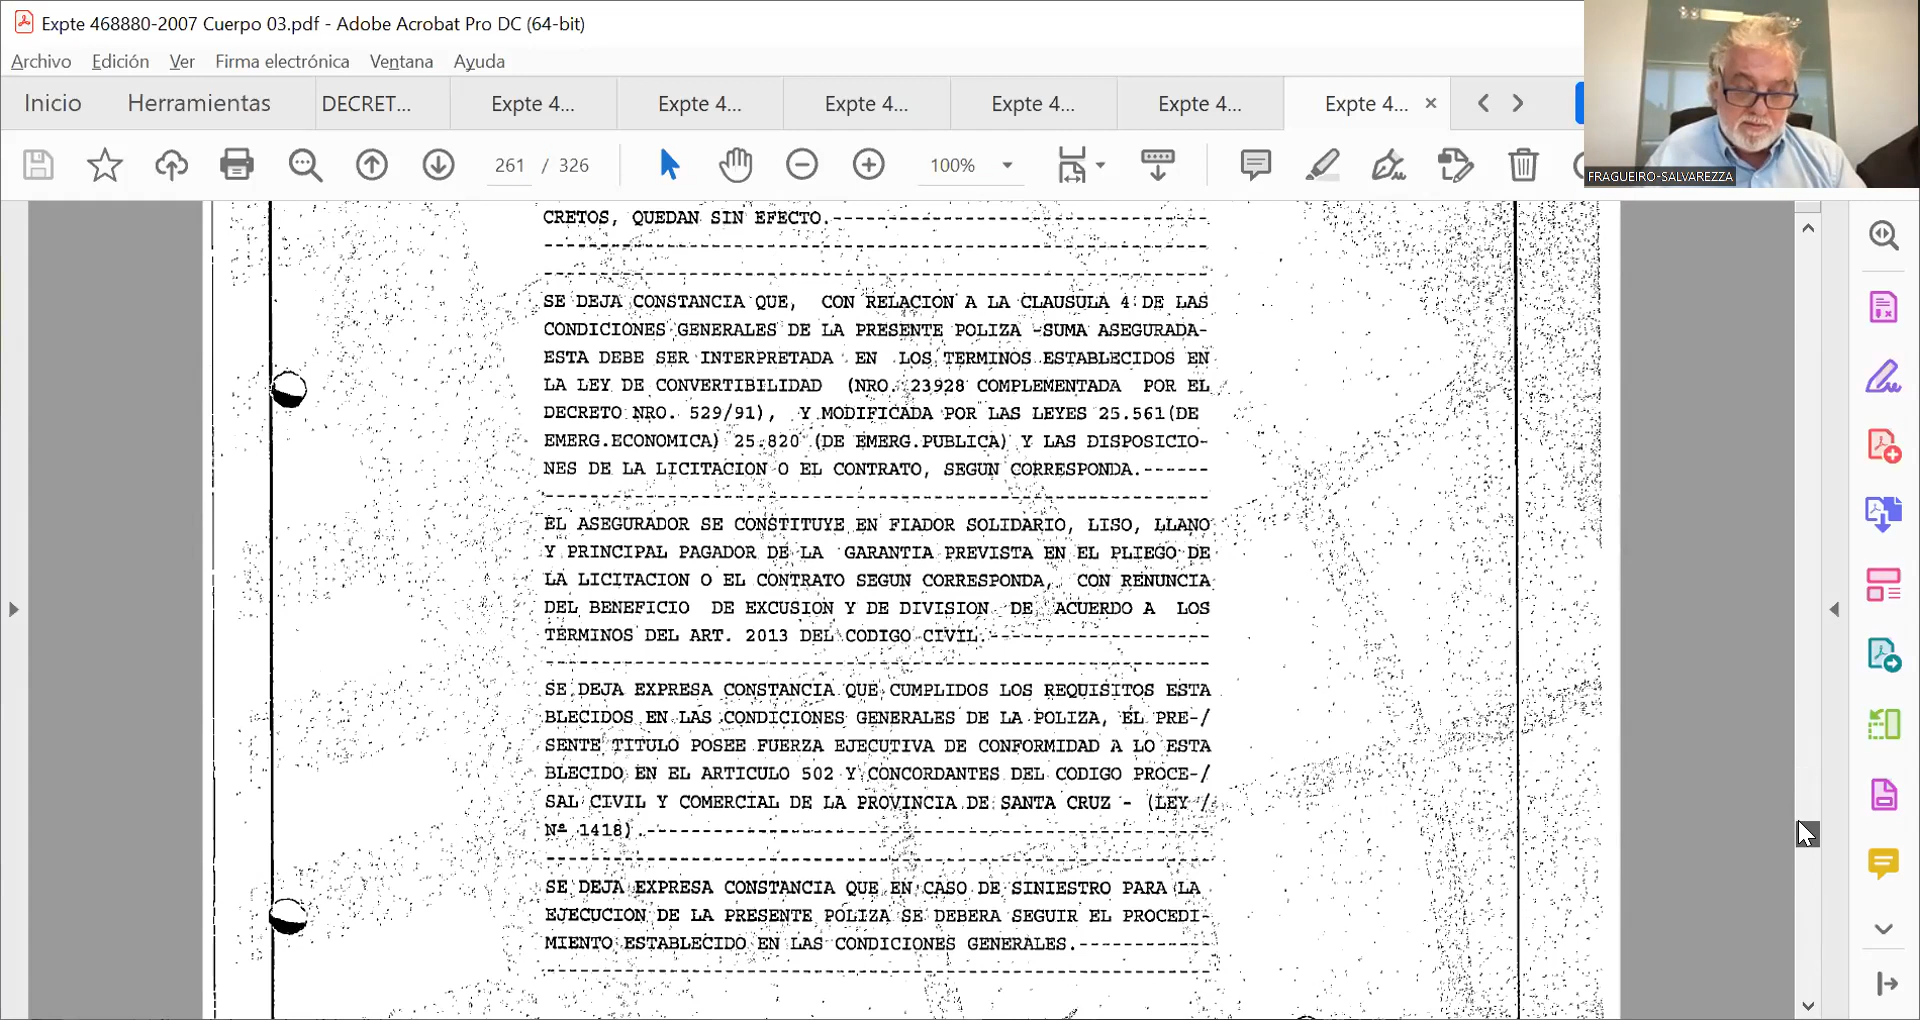 Expte 468880-2007 Cuerpo 03.pdf - Adobe Acrobat Pro DC (64-bit)
Archivo Edición Ver Firma electrónica Ventana Ayuda
Inicio Herramientas DECRET... Expte 4... Expte 4... Expte 4... Expte 4... Expte 4... Expte 4... ×
261 / 326 100%
FRAGUEIRO-SALVAREZZA
CRETOS, QUEDAN SIN EFECTO.----------------------------------
------------------------------------------------------------
------------------------------------------------------------
SE DEJA CONSTANCIA QUE, CON RELACION A LA CLAUSULA 4 DE LAS
CONDICIONES GENERALES DE LA PRESENTE POLIZA -SUMA ASEGURADA-
ESTA DEBE SER INTERPRETADA EN LOS TERMINOS ESTABLECIDOS EN
LA LEY DE CONVERTIBILIDAD (NRO. 23928 COMPLEMENTADA POR EL
DECRETO NRO. 529/91), Y MODIFICADA POR LAS LEYES 25.561(DE
EMERG.ECONOMICA) 25.820 (DE EMERG.PUBLICA) Y LAS DISPOSICIO-
NES DE LA LICITACION O EL CONTRATO, SEGUN CORRESPONDA.------
------------------------------------------------------------
EL ASEGURADOR SE CONSTITUYE EN FIADOR SOLIDARIO, LISO, LLANO
Y PRINCIPAL PAGADOR DE LA GARANTIA PREVISTA EN EL PLIEGO DE
LA LICITACION O EL CONTRATO SEGUN CORRESPONDA, CON RENUNCIA
DEL BENEFICIO DE EXCUSION Y DE DIVISION DE ACUERDO A LOS
TERMINOS DEL ART. 2013 DEL CODIGO CIVIL.--------------------
------------------------------------------------------------
SE DEJA EXPRESA CONSTANCIA QUE CUMPLIDOS LOS REQUISITOS ESTA
BLECIDOS EN LAS CONDICIONES GENERALES DE LA POLIZA, EL PRE-/
SENTE TITULO POSEE FUERZA EJECUTIVA DE CONFORMIDAD A LO ESTA
BLECIDO EN EL ARTICULO 502 Y CONCORDANTES DEL CODIGO PROCE-/
SAL CIVIL Y COMERCIAL DE LA PROVINCIA DE SANTA CRUZ - (LEY /
Nª 1418).---------------------------------------------------
------------------------------------------------------------
SE DEJA EXPRESA CONSTANCIA QUE EN CASO DE SINIESTRO PARA LA
EJECUCION DE LA PRESENTE POLIZA SE DEBERA SEGUIR EL PROCEDI-
MIENTO ESTABLECIDO EN LAS CONDICIONES GENERALES.------------
------------------------------------------------------------